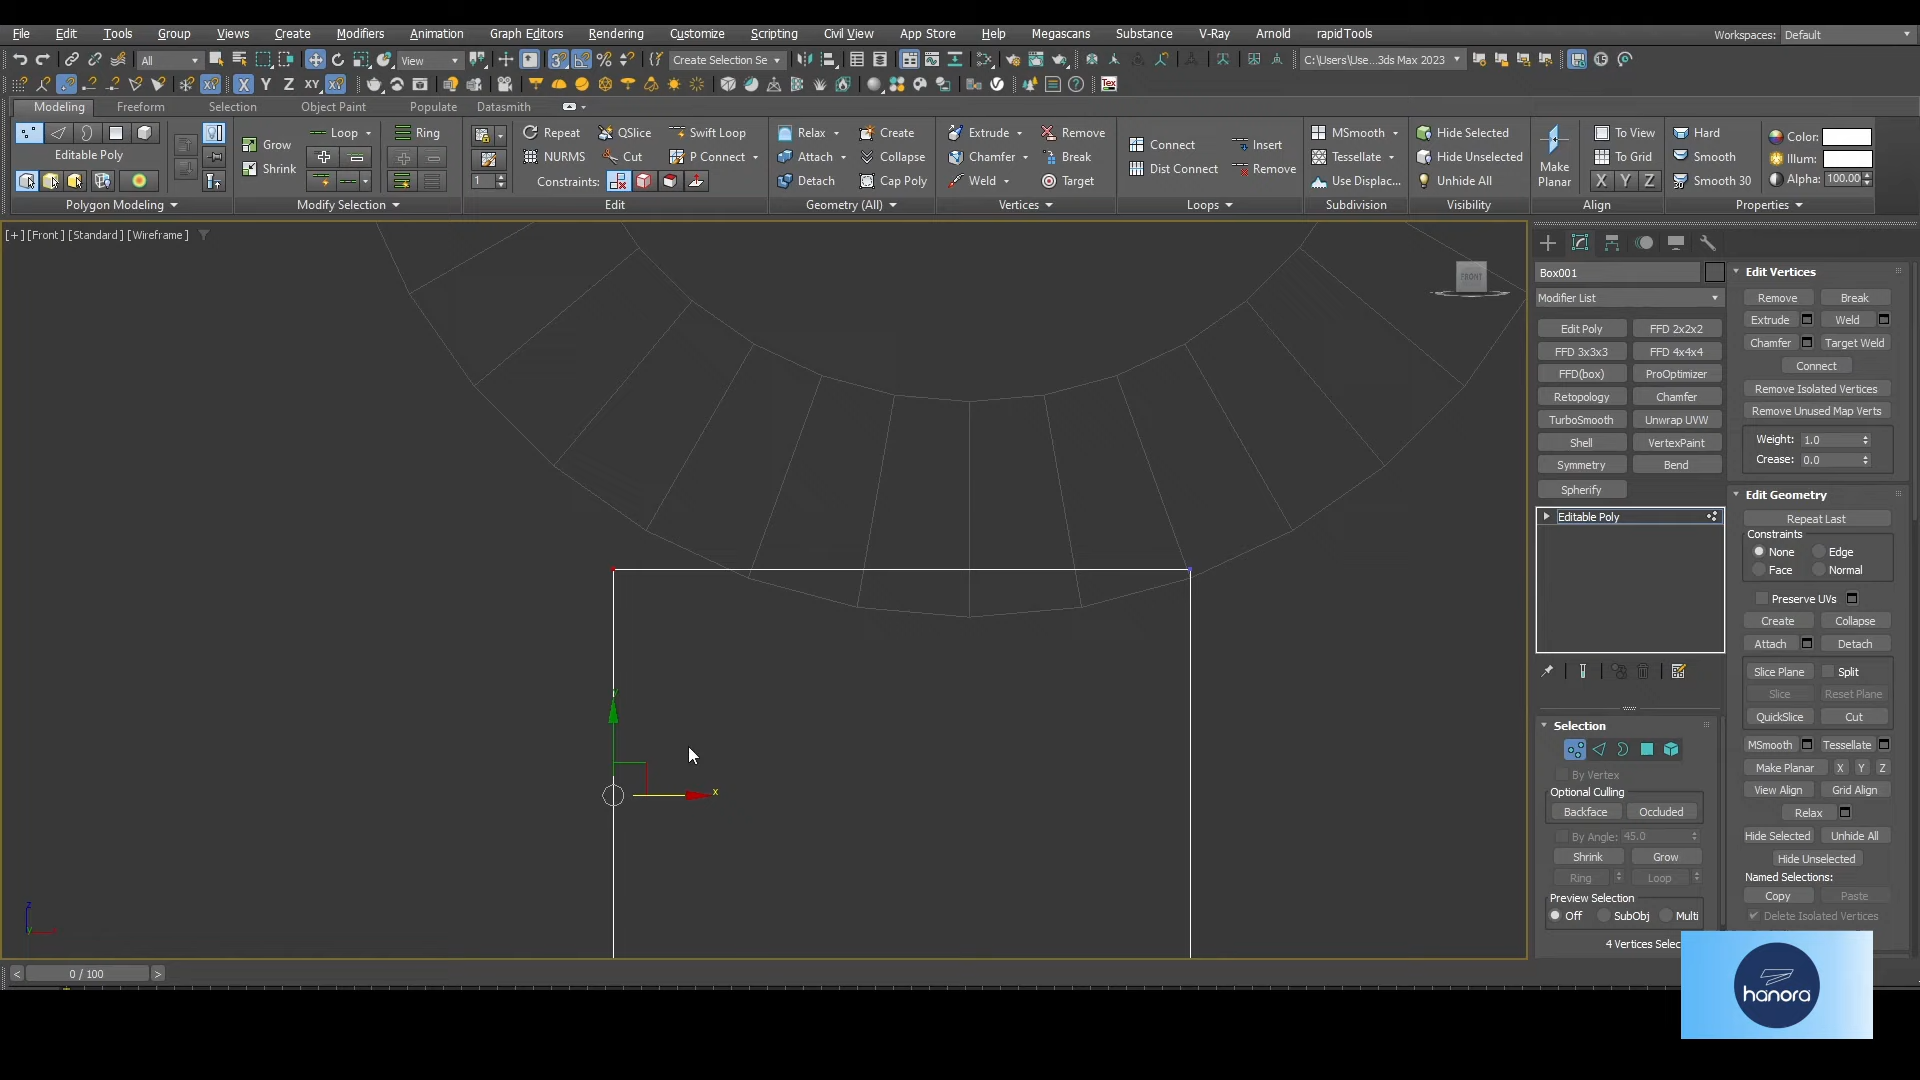 File Edit Tools Group Views Create Modifiers Animation Graph Editors Rendering Customize Scripting Civil View App Store Help Megascans Substance V-Ray Arnold rapidTools Workspaces: Default
All View Create Selection Se C:\Users\Use...3ds Max 2023
X Y Z XY Tex
Modeling Freeform Selection Object Paint Populate Datasmith
Loop Ring Repeat QSlice Swift Loop Relax Create Extrude Remove MSmooth Hide Selected To View Hard Color:
Grow Connect Insert
Editable Poly NURMS Cut P Connect Attach Collapse Chamfer Break Tessellate Hide Unselected Make Planar To Grid Smooth Illum:
Shrink Dist Connect Remove
1 Constraints: Detach Cap Poly Weld Target Use Displac... Unhide All X Y Z Smooth 30 Alpha: 100.00
Polygon Modeling Modify Selection Edit Geometry (All) Vertices Loops Subdivision Visibility Align Properties
[+] [Front] [Standard] [Wireframe]
FRONT
Box001
Modifier List
Edit Poly FFD 2x2x2
FFD 3x3x3 FFD 4x4x4
FFD(box) ProOptimizer
Retopology Chamfer
TurboSmooth Unwrap UVW
Shell VertexPaint
Symmetry Bend
Spherify
Editable Poly
Selection
By Vertex
Optional Culling
Backface Occluded
By Angle: 45.0
Shrink Grow
Ring Loop
Preview Selection
Off SubObj Multi
4 Vertices Selec
Edit Vertices
Remove Break
Extrude Weld
Chamfer Target Weld
Connect
Remove Isolated Vertices
Remove Unused Map Verts
Weight: 1.0
Crease: 0.0
Edit Geometry
Repeat Last
Constraints
None Edge
Face Normal
Preserve UVs
Create Collapse
Attach Detach
Slice Plane Split
Slice Reset Plane
QuickSlice Cut
MSmooth Tessellate
Make Planar X Y Z
View Align Grid Align
Relax
Hide Selected Unhide All
Hide Unselected
Named Selections:
Copy Paste
Delete Isolated Vertices
y
x
z
y
< 0 / 100 >
hanora